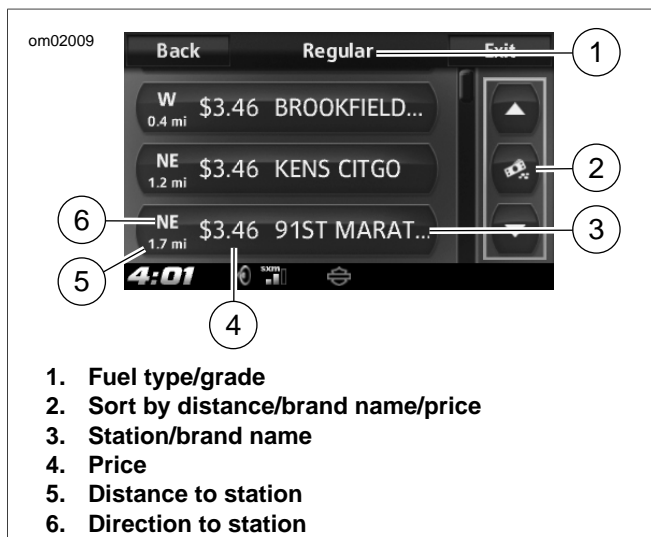 om02009
Back Regular Exit 1
W $3.46 BROOKFIELD...
0.4 mi
NE $3.46 KENS CITGO 2
1.2 mi
6 NE $3.46 91ST MARAT... 3
5 1.7 mi
4:01 sxm
4
1. Fuel type/grade
2. Sort by distance/brand name/price
3. Station/brand name
4. Price
5. Distance to station
6. Direction to station